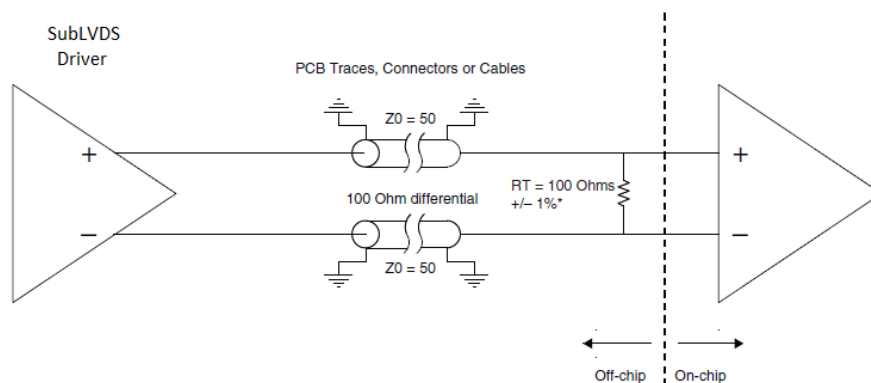 SubLVDS
Driver
PCB Traces, Connectors or Cables
Z0 = 50
+
+
RT = 100 Ohms
+/– 1%*
100 Ohm differential
–
–
Z0 = 50
Off-chip
On-chip